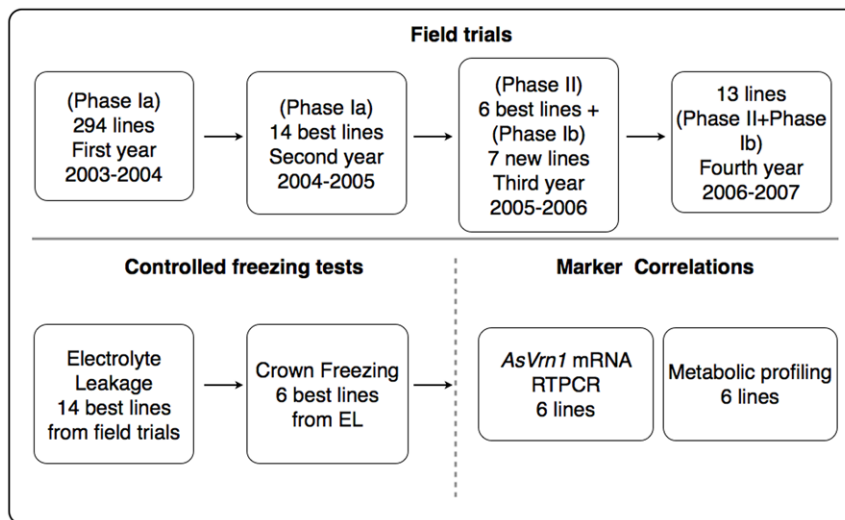 Field trials
(Phase Ia)
294 lines
First year
2003-2004
(Phase Ia)
14 best lines
Second year
2004-2005
(Phase II)
6 best lines +
(Phase Ib)
7 new lines
Third year
2005-2006
13 lines
(Phase II+Phase
Ib)
Fourth year
2006-2007
Controlled freezing tests
Electrolyte
Leakage
14 best lines
from field trials
Crown Freezing
6 best lines
from EL
Marker Correlations
AsVrn1 mRNA
RTPCR
6 lines
Metabolic profiling
6 lines